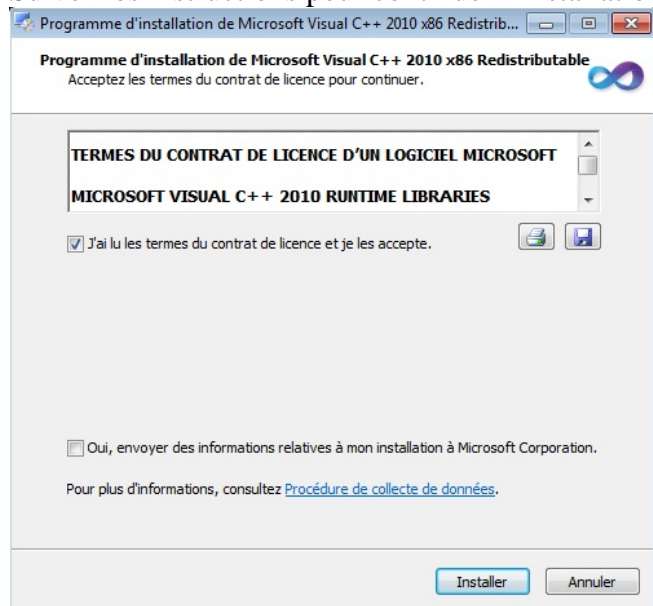 Programme d'installation de Microsoft Visual C++ 2010 x86 Redistrib...
Programme d'installation de Microsoft Visual C++ 2010 x86 Redistributable
Acceptez les termes du contrat de licence pour continuer.
TERMES DU CONTRAT DE LICENCE D'UN LOGICIEL MICROSOFT
MICROSOFT VISUAL C++ 2010 RUNTIME LIBRARIES
J'ai lu les termes du contrat de licence et je les accepte.
Oui, envoyer des informations relatives à mon installation à Microsoft Corporation.
Pour plus d'informations, consultez Procédure de collecte de données.
Installer
Annuler